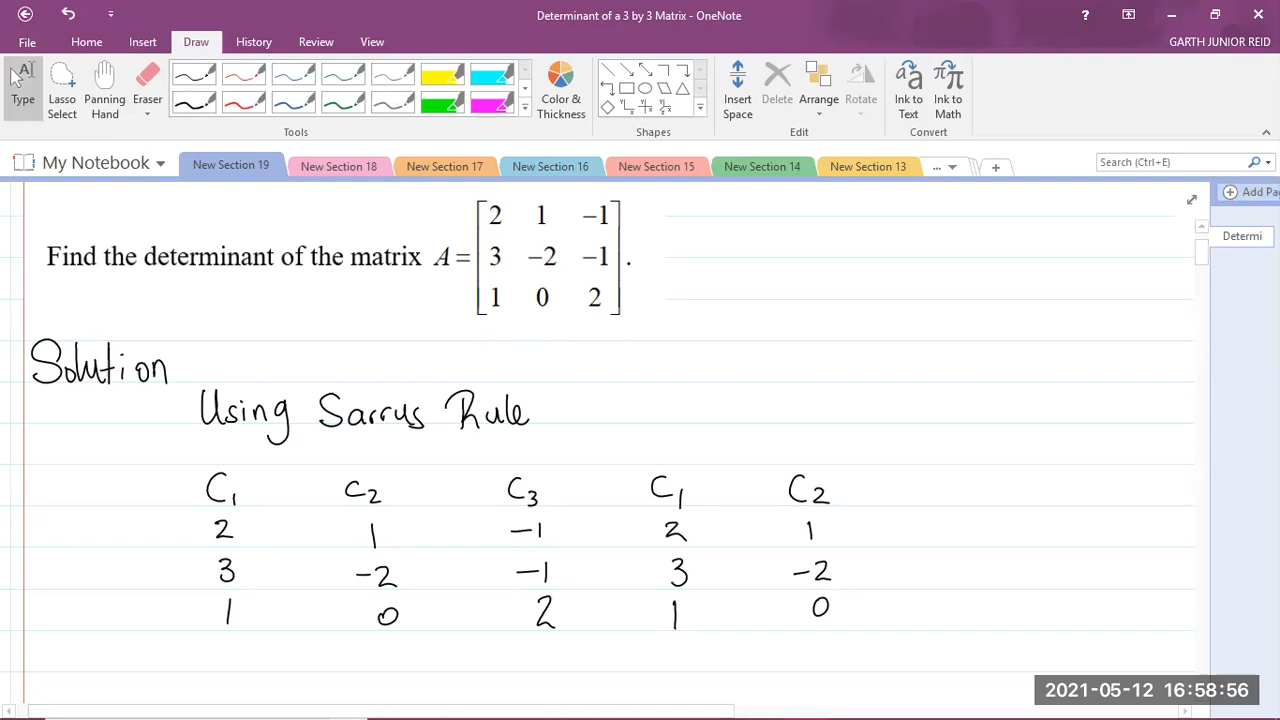 Determinant of a 3 by 3 Matrix - OneNote
File Home Insert Draw History Review View GARTH JUNIOR REID
Type Lasso Select Panning Hand Eraser Color & Thickness Insert Space Delete Arrange Rotate Ink to Text Ink to Math
Tools Shapes Edit Convert
My Notebook New Section 19 New Section 18 New Section 17 New Section 16 New Section 15 New Section 14 New Section 13 ... + Search (Ctrl+E)
Add Pa
Determi
2 1 −1
Find the determinant of the matrix A = 3 −2 −1 .
1 0 2
Solution
Using Sarrus Rule
C₁ C₂ C₃ C₁ C₂
2 1 −1 2 1
3 −2 −1 3 −2
1 0 2 1 0
2021-05-12 16:58:56